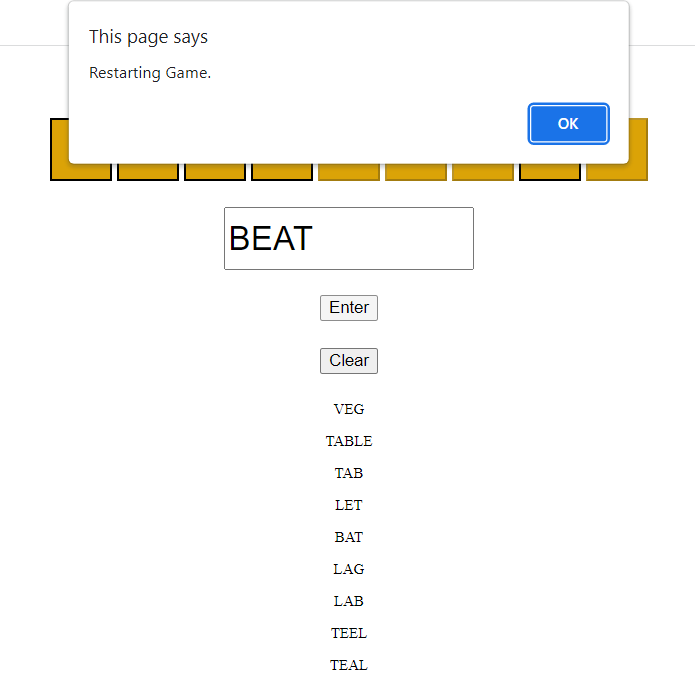 This page says
Restarting Game.
OK
BEAT
Enter
Clear
VEG
TABLE
TAB
LET
BAT
LAG
LAB
TEEL
TEAL